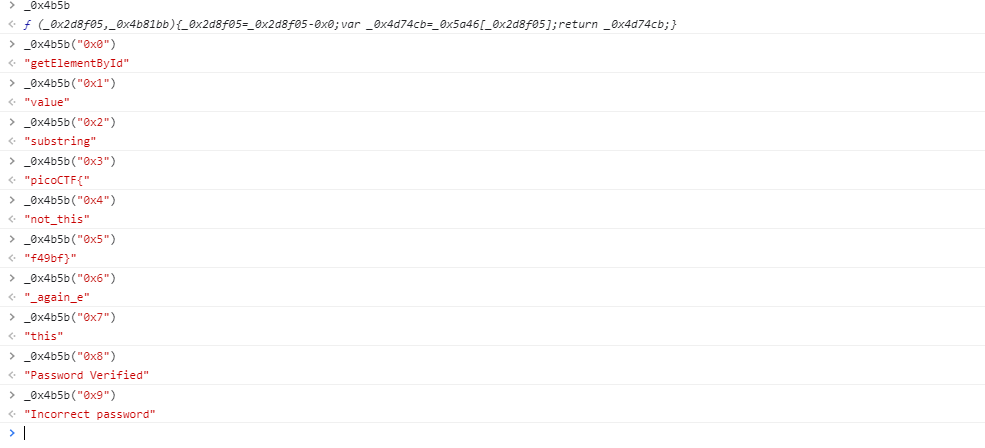 _0x4b5b
ƒ (_0x2d8f05,_0x4b81bb){_0x2d8f05=_0x2d8f05-0x0;var _0x4d74cb=_0x5a46[_0x2d8f05];return _0x4d74cb;}
_0x4b5b("0x0")
"getElementById"
_0x4b5b("0x1")
"value"
_0x4b5b("0x2")
"substring"
_0x4b5b("0x3")
"picoCTF{"
_0x4b5b("0x4")
"not_this"
_0x4b5b("0x5")
"f49bf}"
_0x4b5b("0x6")
"_again_e"
_0x4b5b("0x7")
"this"
_0x4b5b("0x8")
"Password Verified"
_0x4b5b("0x9")
"Incorrect password"